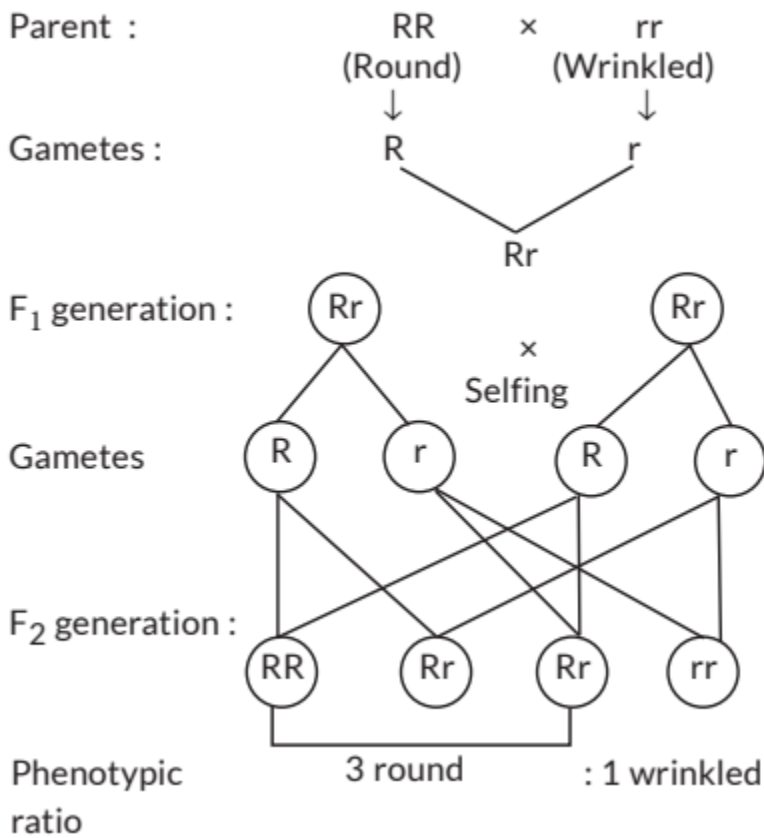 Parent : RR × rr
(Round) (Wrinkled)
↓ ↓
Gametes : R r
Rr
F₁ generation : Rr Rr
×
Selfing
Gametes R r R r
F₂ generation :
RR Rr Rr rr
Phenotypic 3 round : 1 wrinkled
ratio